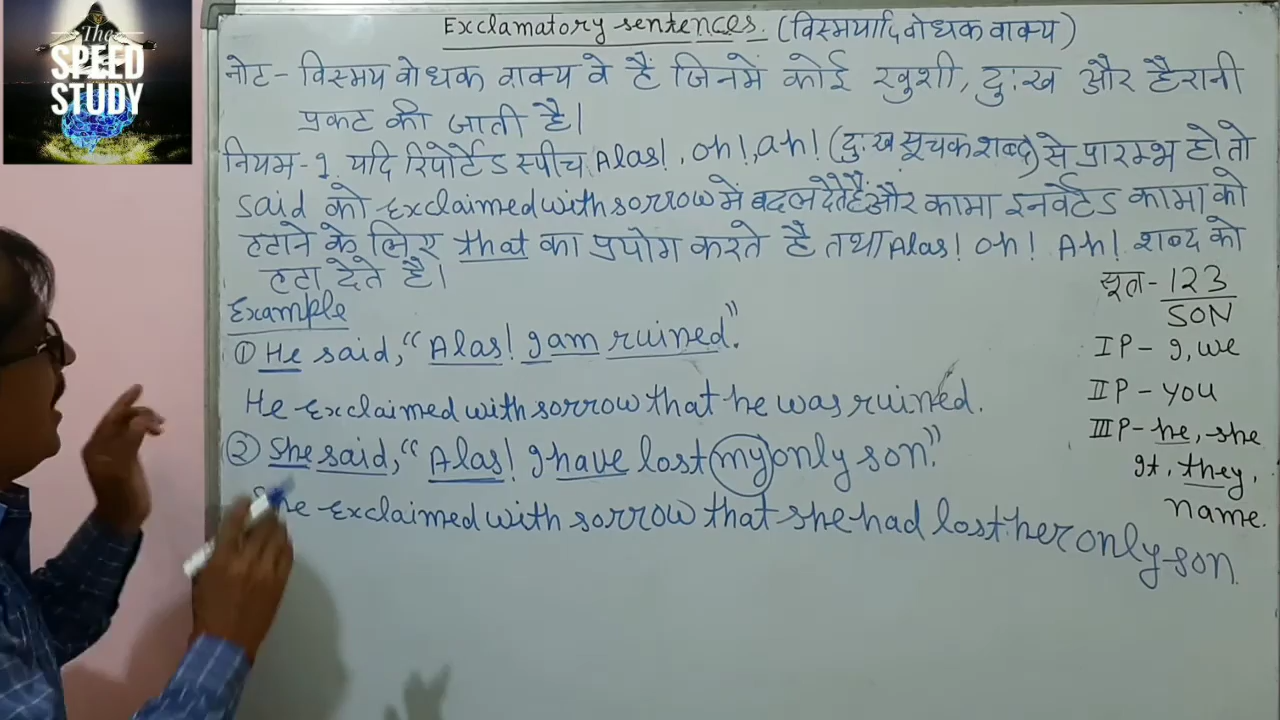 The
SPEED
STUDY
Exclamatory sentences. (विस्मयादि बोधक वाक्य)
नोट - विस्मय बोधक वाक्य वे हैं जिनमें कोई खुशी, दुःख और हैरानी
प्रकट की जाती है।
नियम - 1. यदि रिपोर्टेड स्पीच Alas!, Oh!, ah! (दुःख सूचक शब्द) से प्रारम्भ हो तो
said को exclaimed with sorrow में बदल देते हैं और कामा इनवर्टेड कामा को
हटाने के लिए that का प्रयोग करते है तथा Alas! Oh! Ah! शब्द को
हटा देते है।
Example
① He said, "Alas! I am ruined".
He exclaimed with sorrow that he was ruined.
② She said, "Alas! I have lost my only son".
She exclaimed with sorrow that she had lost her only son.
सूत्र - 123
SON
I P - I, we
II P - you
III P - he, she
It, they,
name.